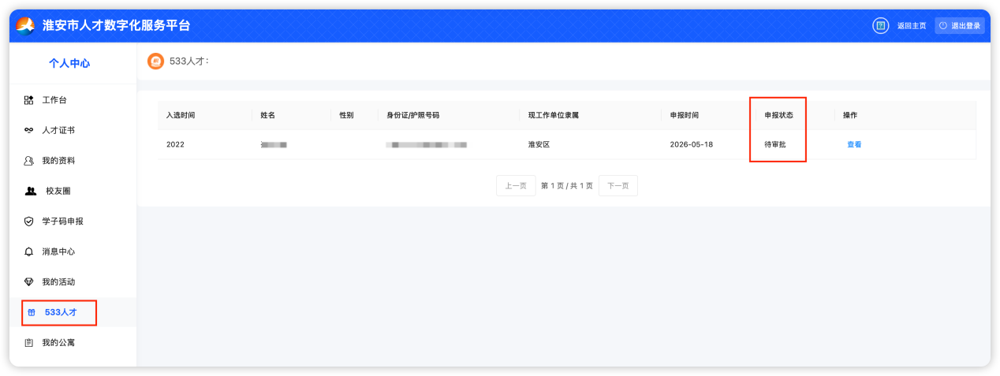 淮安市人才数字化服务平台
返回主页
退出登录
个人中心
533人才:
工作台
人才证书
我的资料
校友圈
学子码申报
消息中心
我的活动
533人才
我的公寓
入选时间 姓名 性别 身份证/护照号码 现工作单位隶属 申报时间 申报状态 操作
2022 淮安区 2026-05-18 待审批 查看
上一页 第 1 页 / 共 1 页 下一页